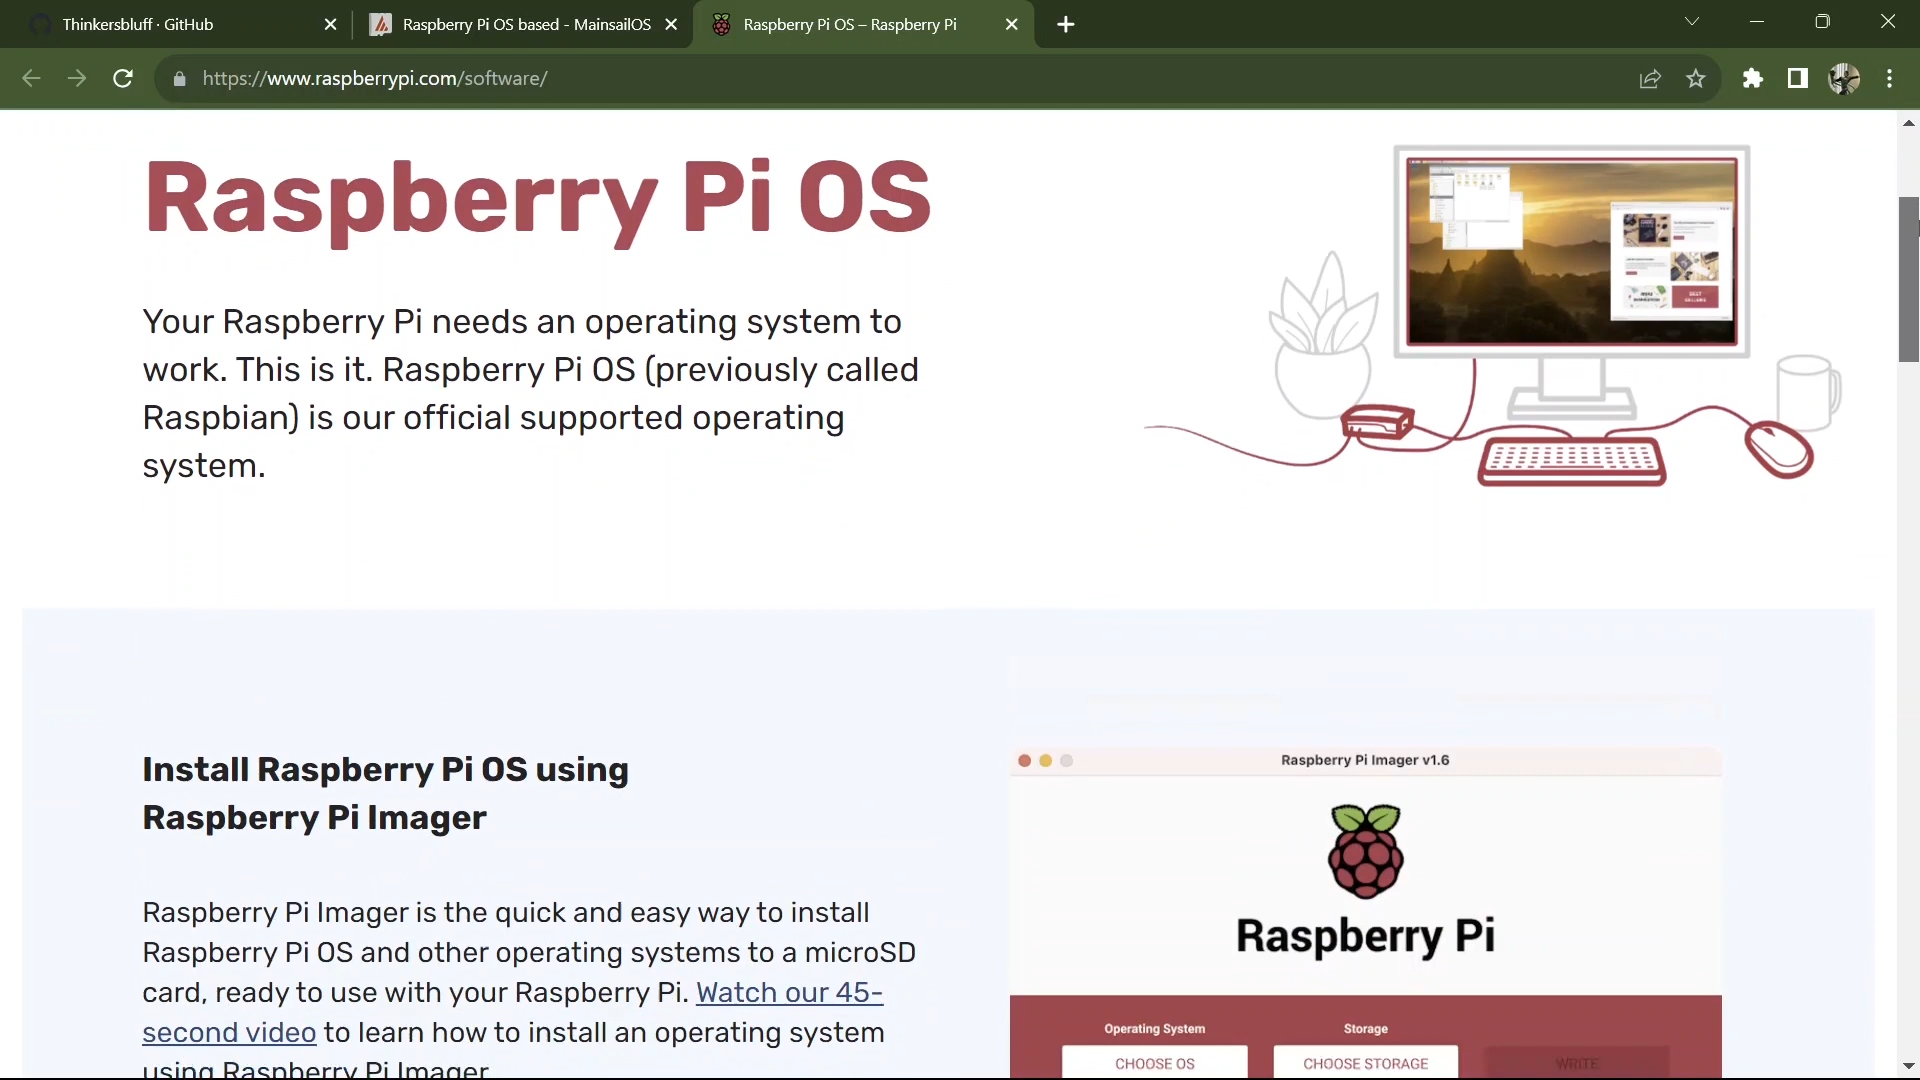 Thinkersbluff · GitHub
Raspberry Pi OS based - MainsailOS
Raspberry Pi OS – Raspberry Pi
https://www.raspberrypi.com/software/
Raspberry Pi OS
Your Raspberry Pi needs an operating system to
work. This is it. Raspberry Pi OS (previously called
Raspbian) is our official supported operating
system.
Install Raspberry Pi OS using
Raspberry Pi Imager
Raspberry Pi Imager is the quick and easy way to install
Raspberry Pi OS and other operating systems to a microSD
card, ready to use with your Raspberry Pi. Watch our 45-
second video to learn how to install an operating system
using Raspberry Pi Imager
Raspberry Pi Imager v1.6
Raspberry Pi
Operating System
Storage
CHOOSE OS
CHOOSE STORAGE
WRITE